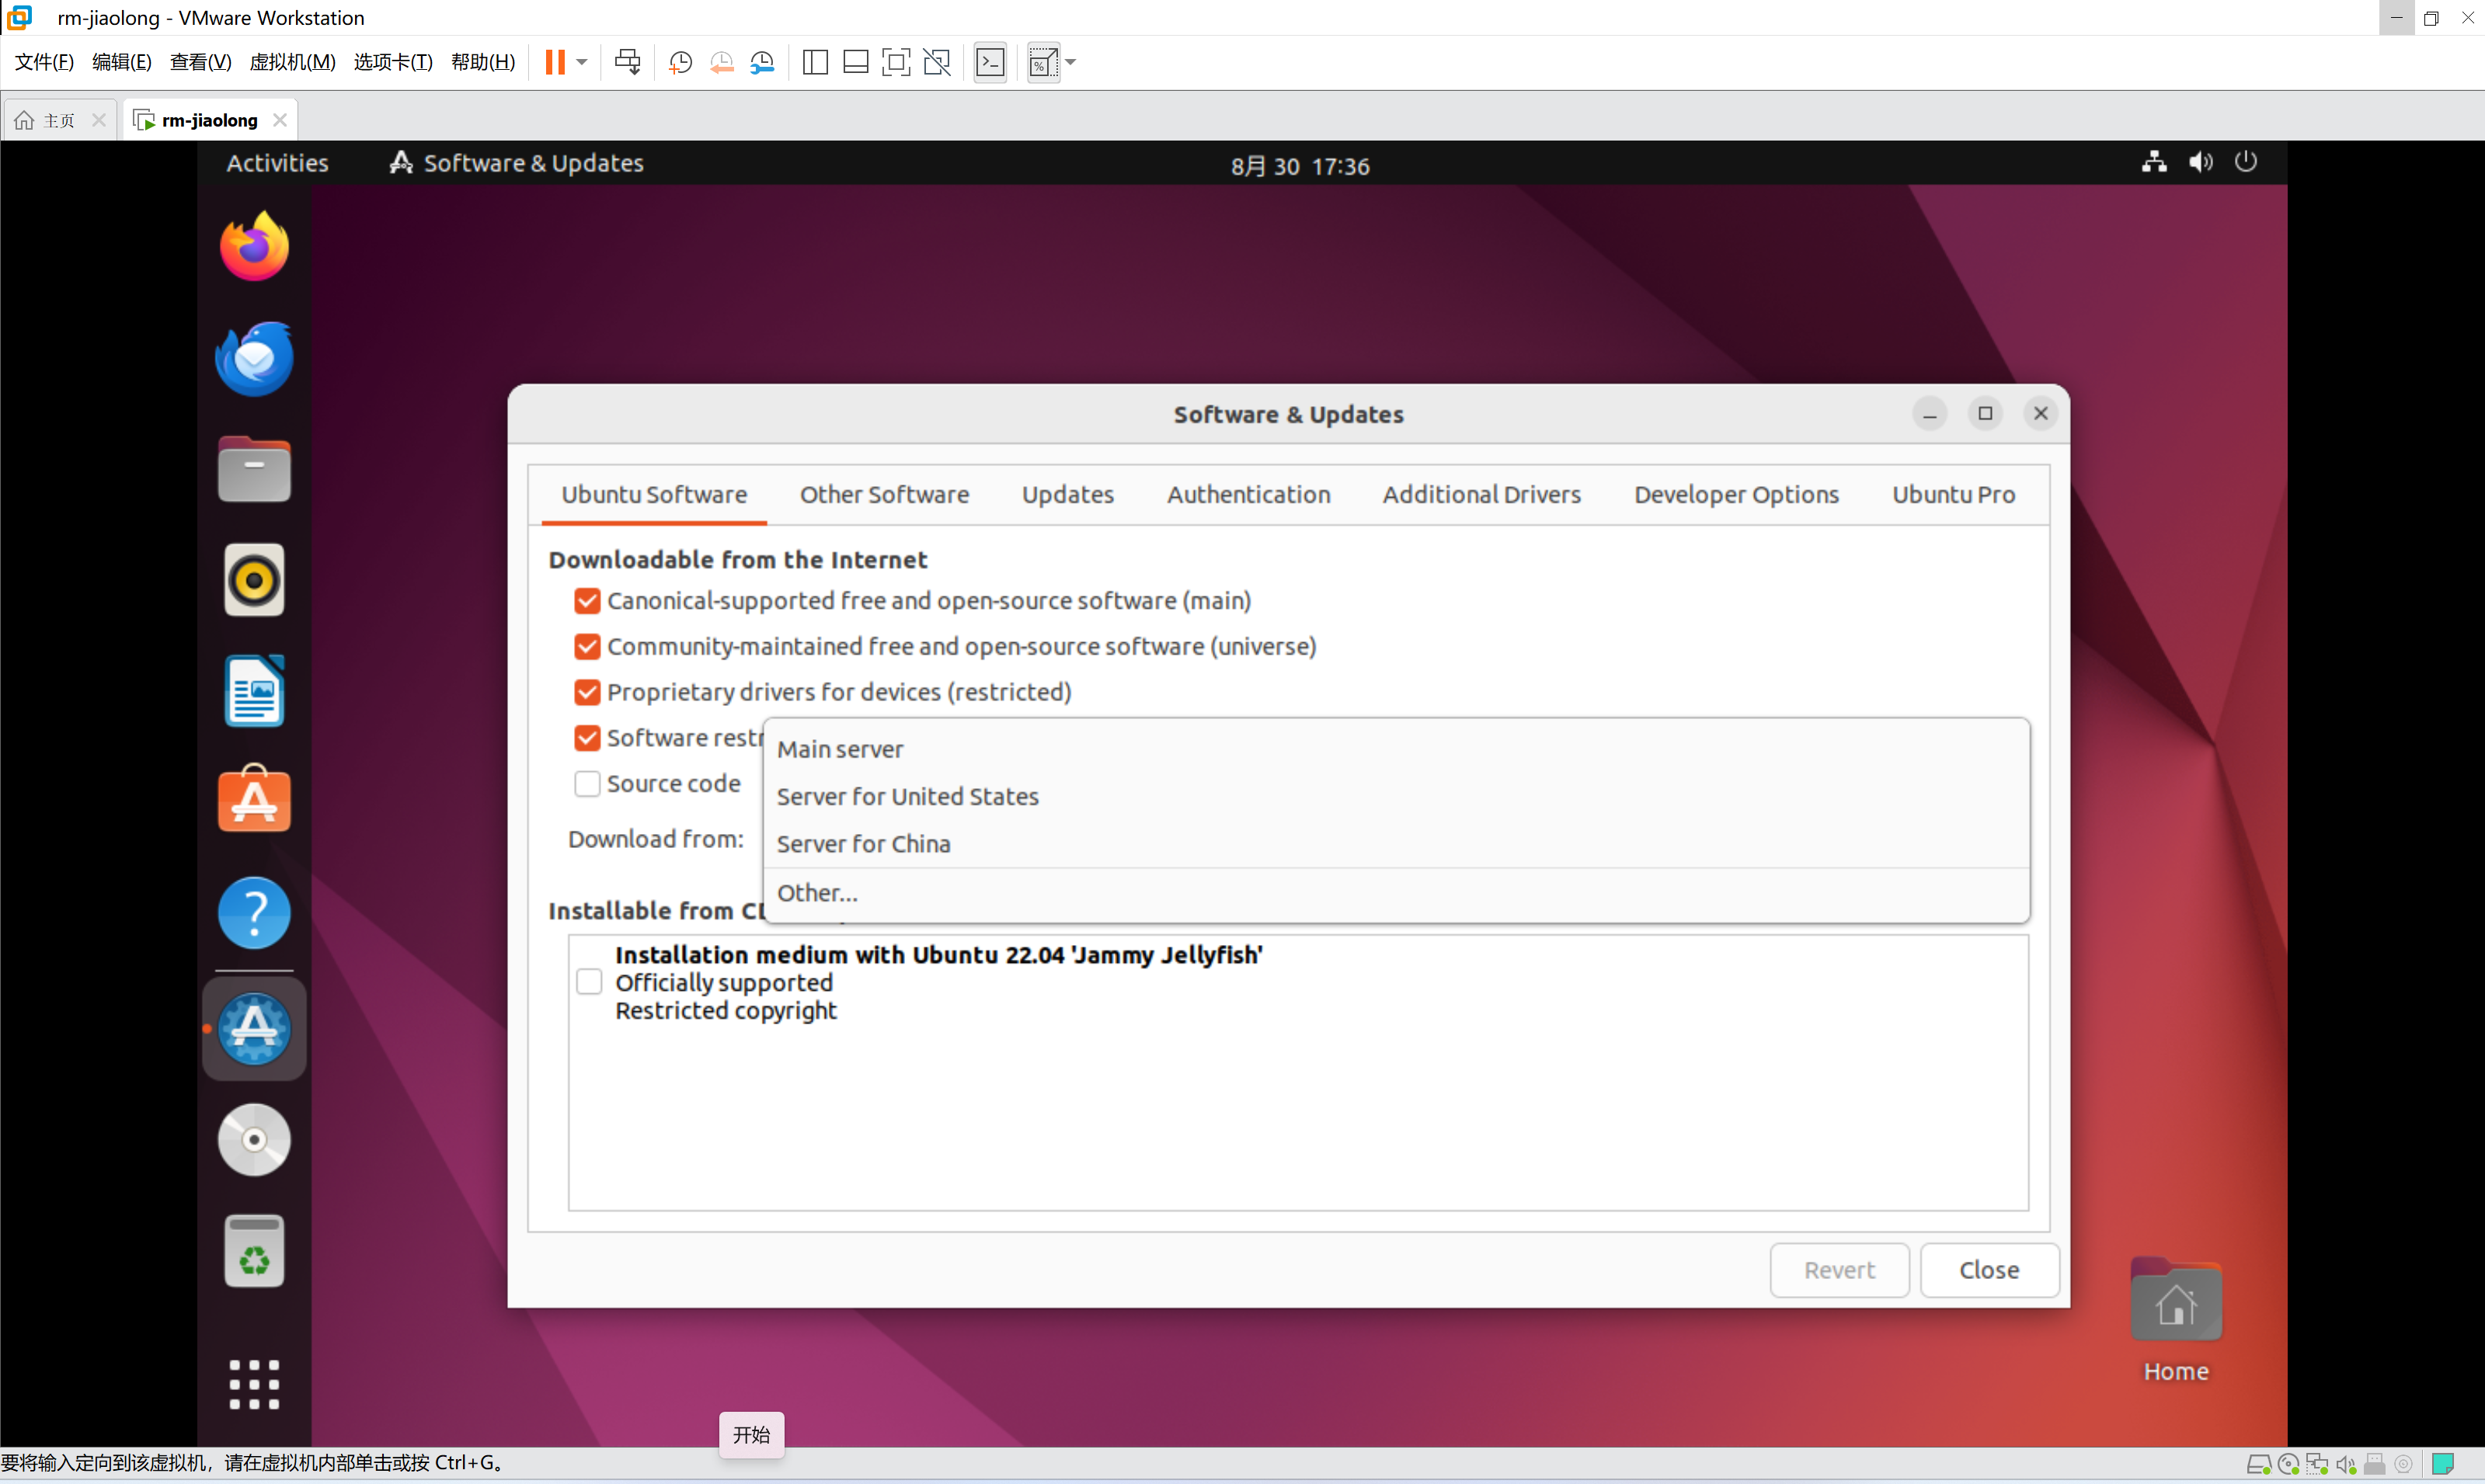 rm-jiaolong - VMware Workstation
文件(F) 编辑(E) 查看(V) 虚拟机(M) 选项卡(T) 帮助(H)
主页 rm-jiaolong
Activities Software & Updates 8月 30 17:36
Software & Updates
Ubuntu Software Other Software Updates Authentication Additional Drivers Developer Options Ubuntu Pro
Downloadable from the Internet
Canonical-supported free and open-source software (main)
Community-maintained free and open-source software (universe)
Proprietary drivers for devices (restricted)
Software restr
Main server
Source code
Server for United States
Download from:
Server for China
Other...
Installable from CD
Installation medium with Ubuntu 22.04 'Jammy Jellyfish'
Officially supported
Restricted copyright
Revert Close
Home
开始
要将输入定向到该虚拟机，请在虚拟机内部单击或按 Ctrl+G。